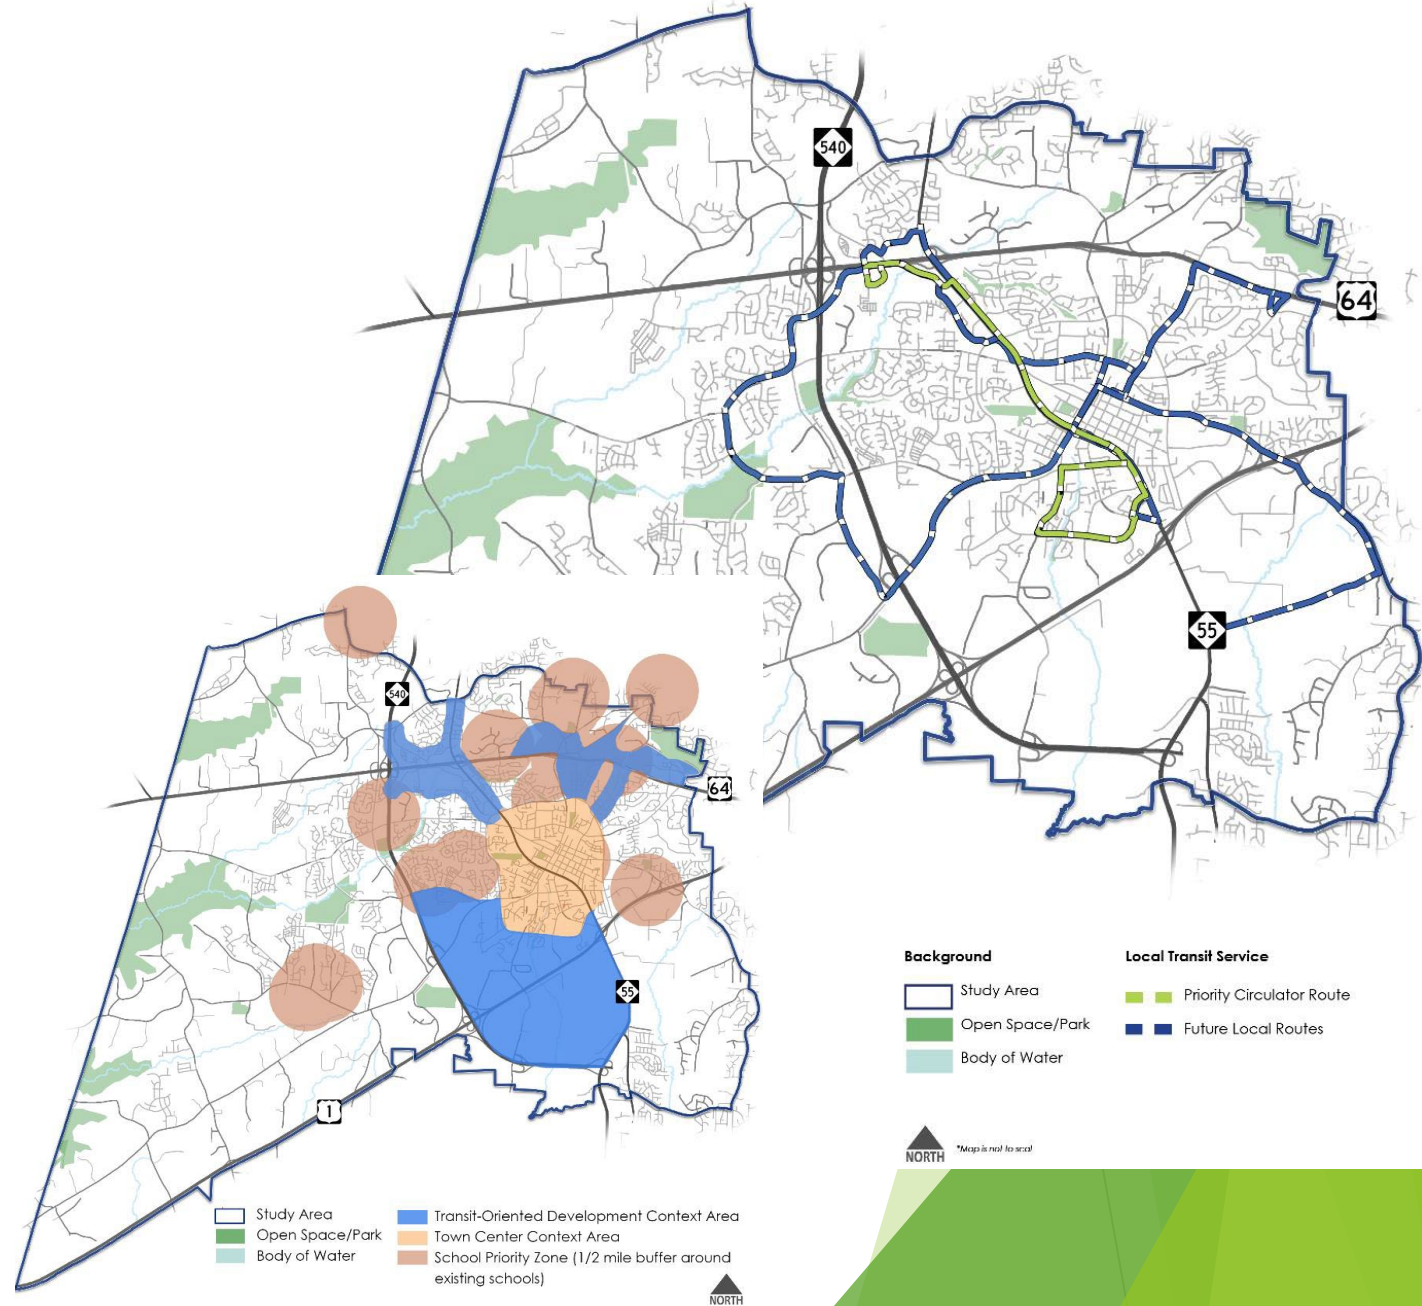 540
64
55
540
64
55
1
Background
Study Area
Open Space/Park
Body of Water
Local Transit Service
Priority Circulator Route
Future Local Routes
NORTH
*Map is not to scal
Study Area
Open Space/Park
Body of Water
Transit-Oriented Development Context Area
Town Center Context Area
School Priority Zone (1/2 mile buffer around
existing schools)
NORTH